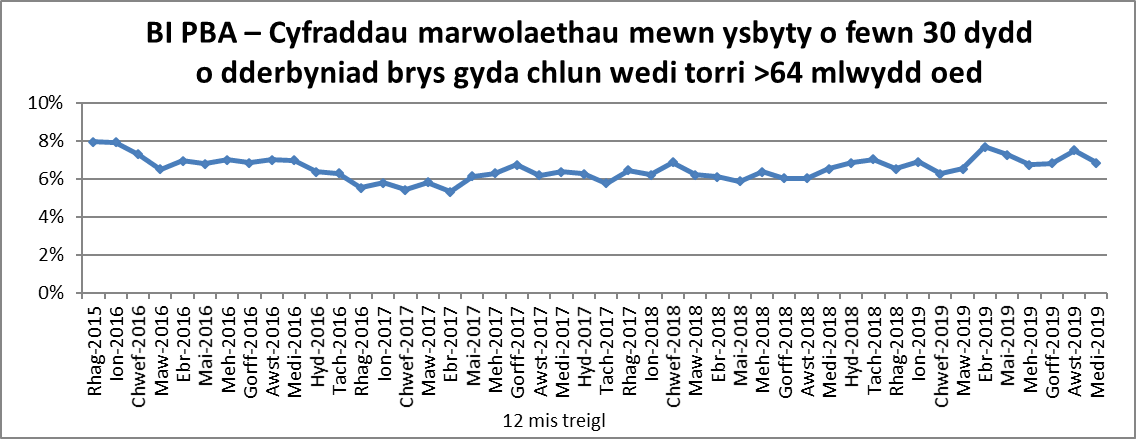 BI PBA – Cyfraddau marwolaethau mewn ysbyty o fewn 30 dydd
o dderbyniad brys gyda chlun wedi torri >64 mlwydd oed
10%
8%
6%
4%
2%
0%
Rhag-2015
Ion-2016
Chwef-2016
Maw-2016
Ebr-2016
Mai-2016
Meh-2016
Gorff-2016
Awst-2016
Medi-2016
Hyd-2016
Tach-2016
Rhag-2016
Ion-2017
Chwef-2017
Maw-2017
Ebr-2017
Mai-2017
Meh-2017
Gorff-2017
Awst-2017
Medi-2017
Hyd-2017
Tach-2017
Rhag-2017
Ion-2018
Chwef-2018
Maw-2018
Ebr-2018
Mai-2018
Meh-2018
Gorff-2018
Awst-2018
Medi-2018
Hyd-2018
Tach-2018
Rhag-2018
Ion-2019
Chwef-2019
Maw-2019
Ebr-2019
Mai-2019
Meh-2019
Gorff-2019
Awst-2019
Medi-2019
12 mis treigl